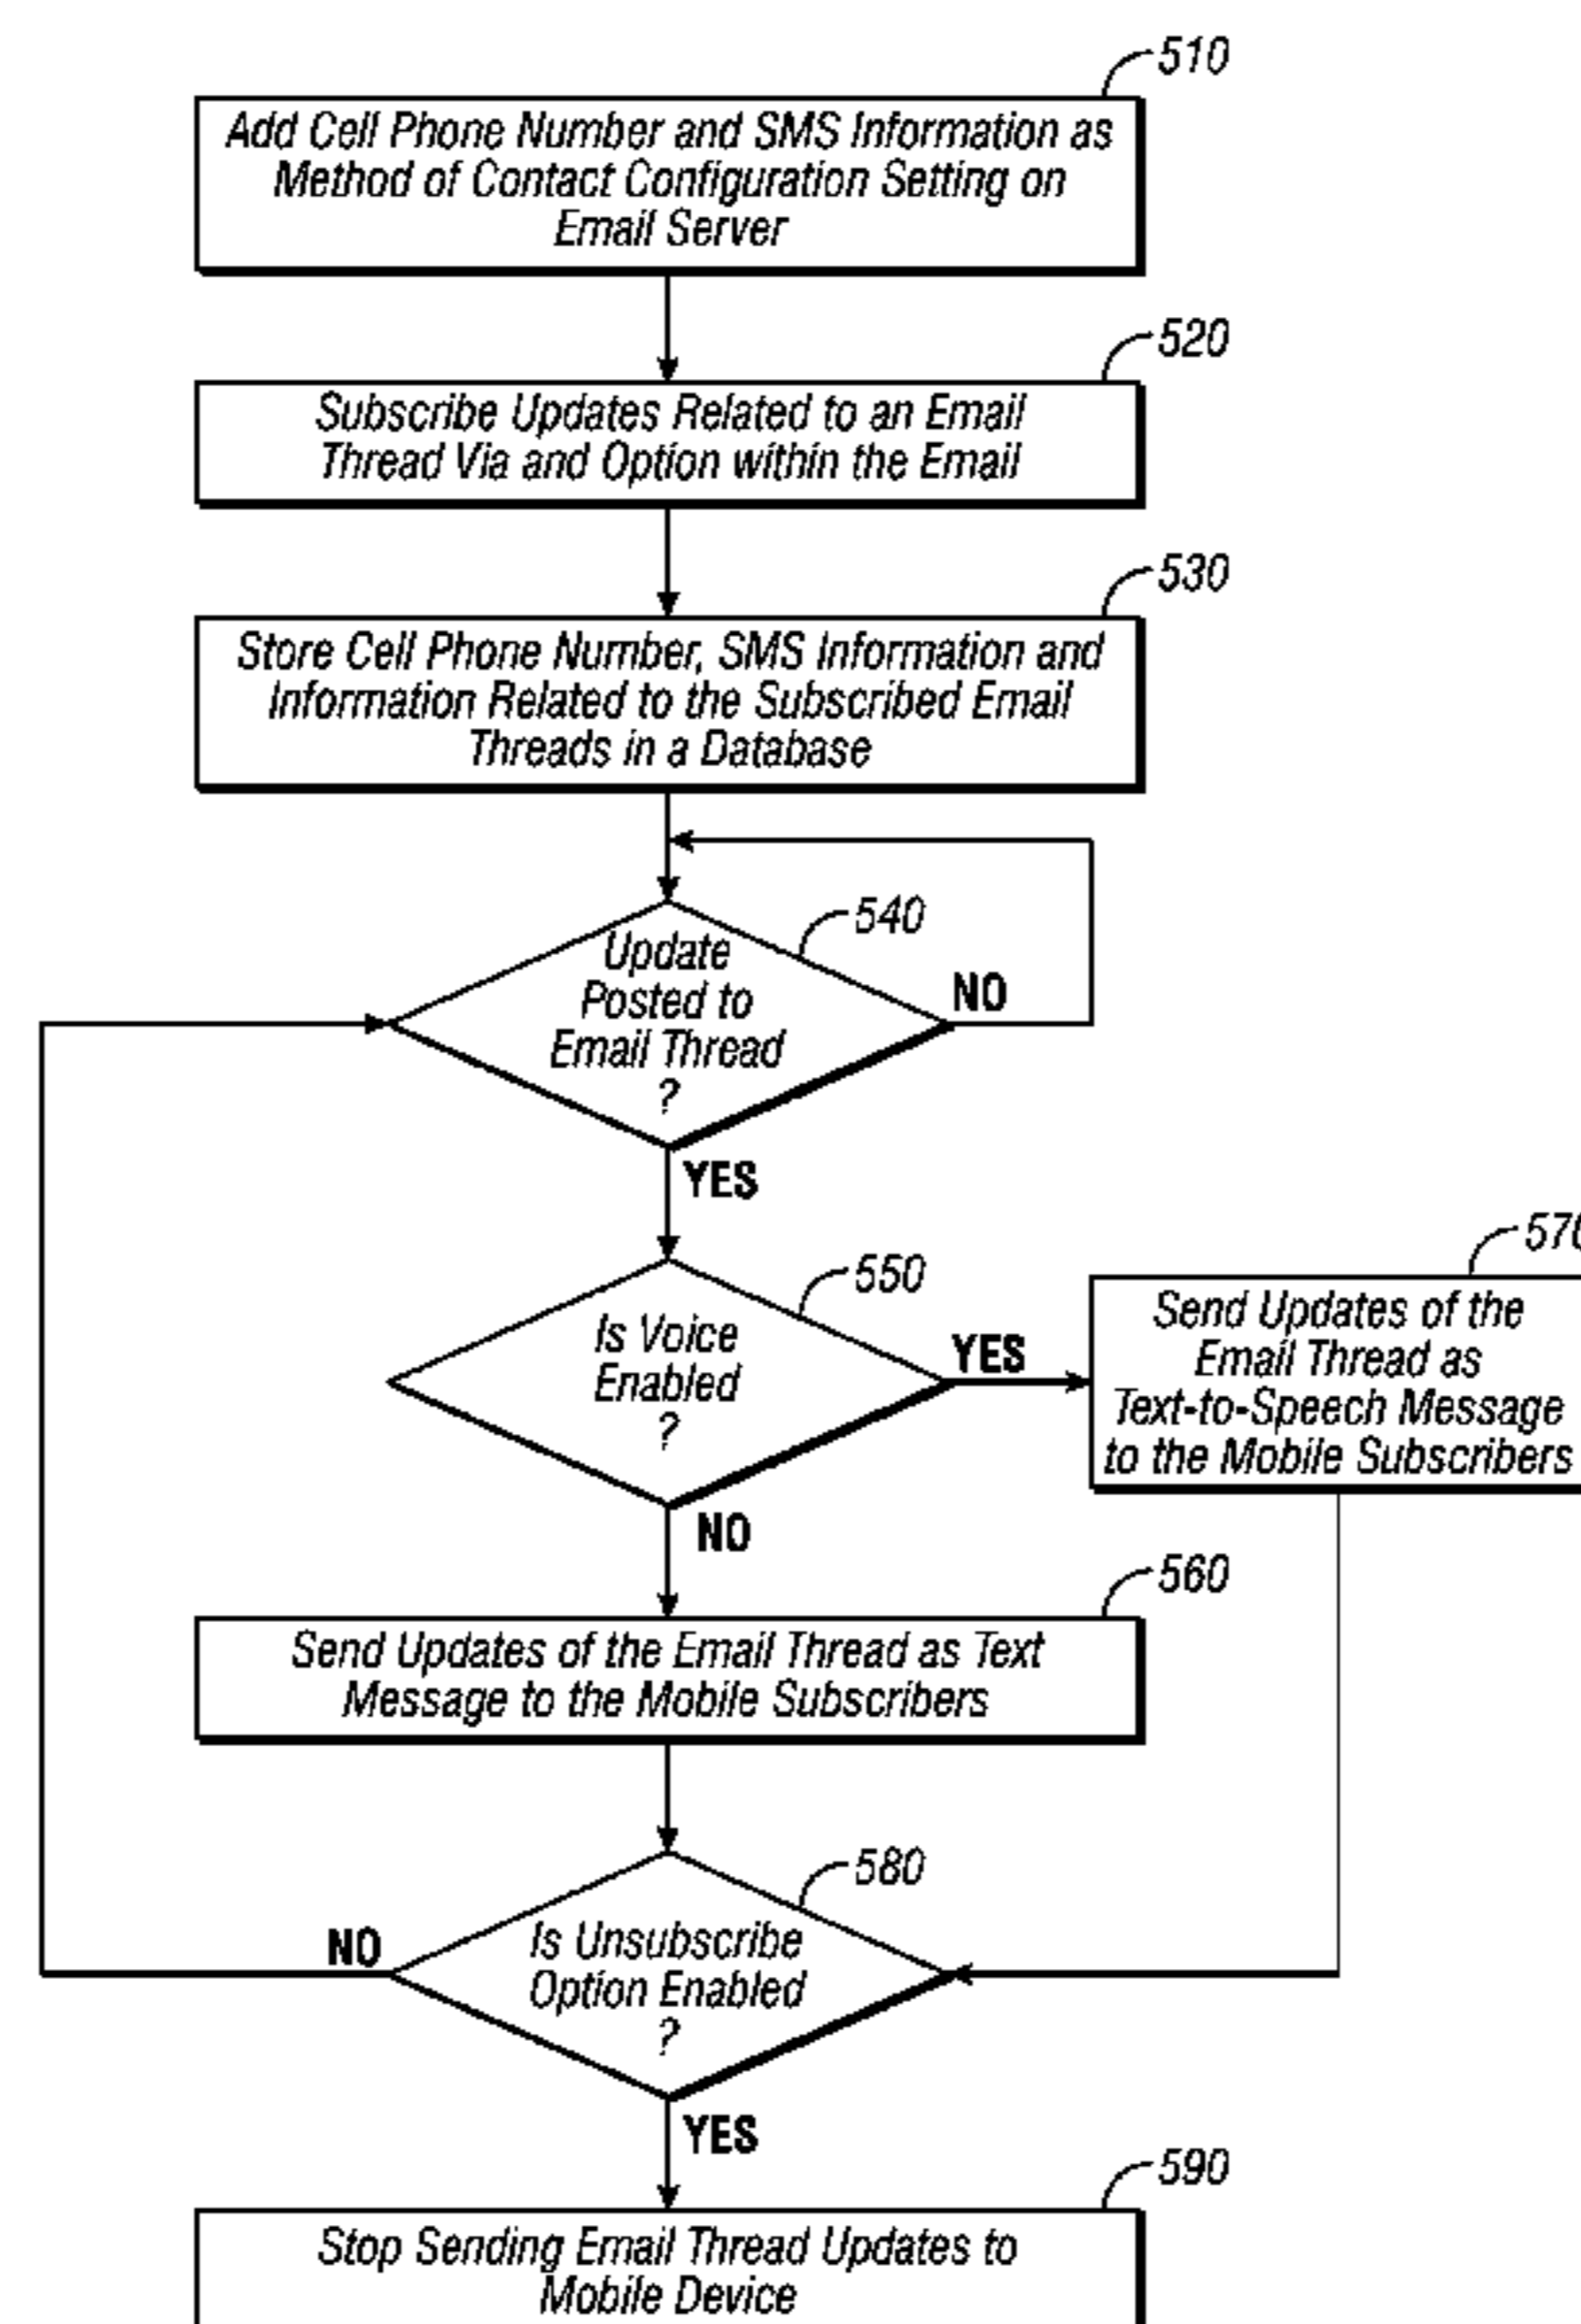 510
Add Cell Phone Number and SMS Information as
Method of Contact Configuration Setting on
Email Server
520
Subscribe Updates Related to an Email
Thread Via and Option within the Email
530
Store Cell Phone Number, SMS Information and
Information Related to the Subscribed Email
Threads in a Database
540
Update
Posted to
Email Thread
?
NO
YES
550
Is Voice
Enabled
?
YES
NO
570
Send Updates of the
Email Thread as
Text-to-Speech Message
to the Mobile Subscribers
560
Send Updates of the Email Thread as Text
Message to the Mobile Subscribers
580
Is Unsubscribe
Option Enabled
?
NO
YES
590
Stop Sending Email Thread Updates to
Mobile Device